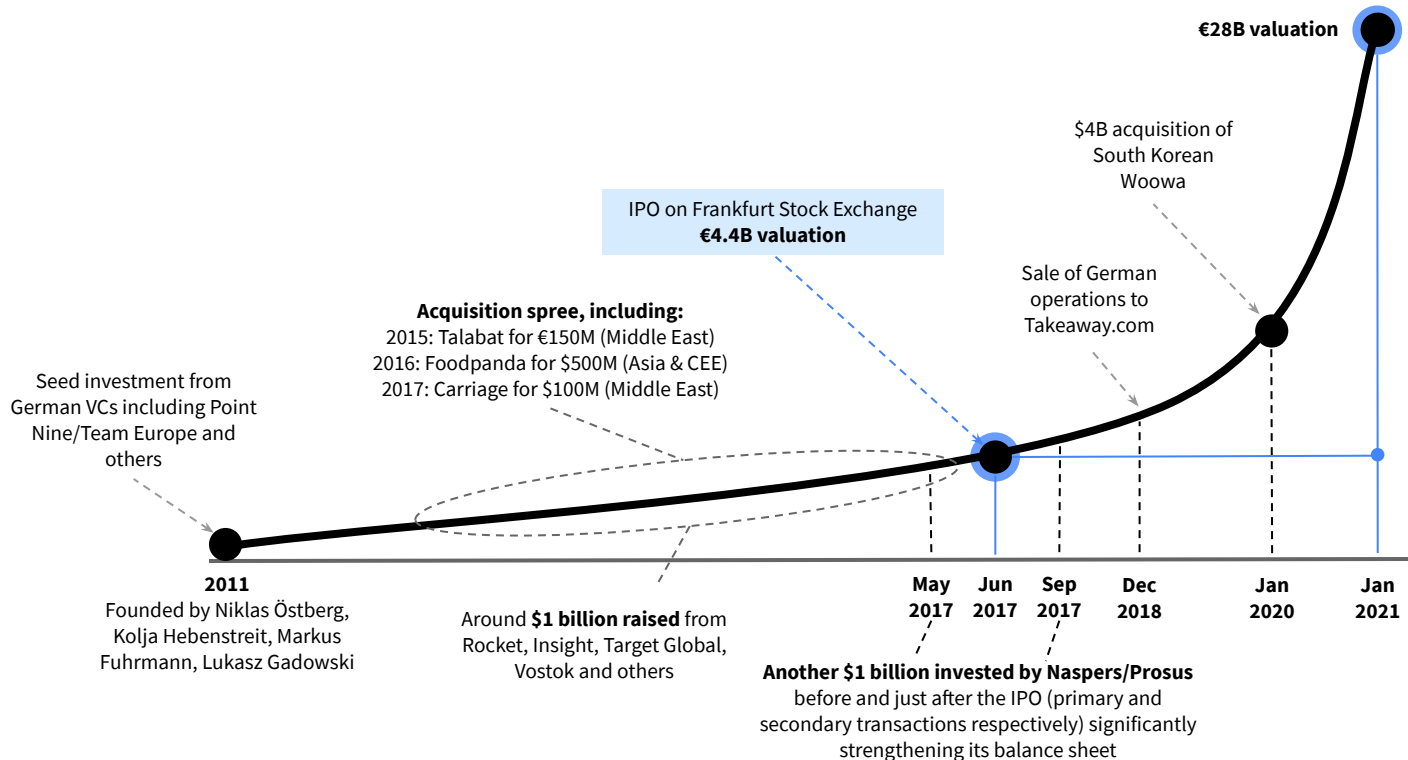 €28B valuation
$4B acquisition of
South Korean
Woowa
IPO on Frankfurt Stock Exchange
€4.4B valuation
Sale of German
operations to
Takeaway.com
Acquisition spree, including:
2015: Talabat for €150M (Middle East)
2016: Foodpanda for $500M (Asia & CEE)
2017: Carriage for $100M (Middle East)
Seed investment from
German VCs including Point
Nine/Team Europe and
others
2011
Founded by Niklas Östberg,
Kolja Hebenstreit, Markus
Fuhrmann, Lukasz Gadowski
Around $1 billion raised from
Rocket, Insight, Target Global,
Vostok and others
May
2017
Jun
2017
Sep
2017
Dec
2018
Jan
2020
Jan
2021
Another $1 billion invested by Naspers/Prosus
before and just after the IPO (primary and
secondary transactions respectively) significantly
strengthening its balance sheet